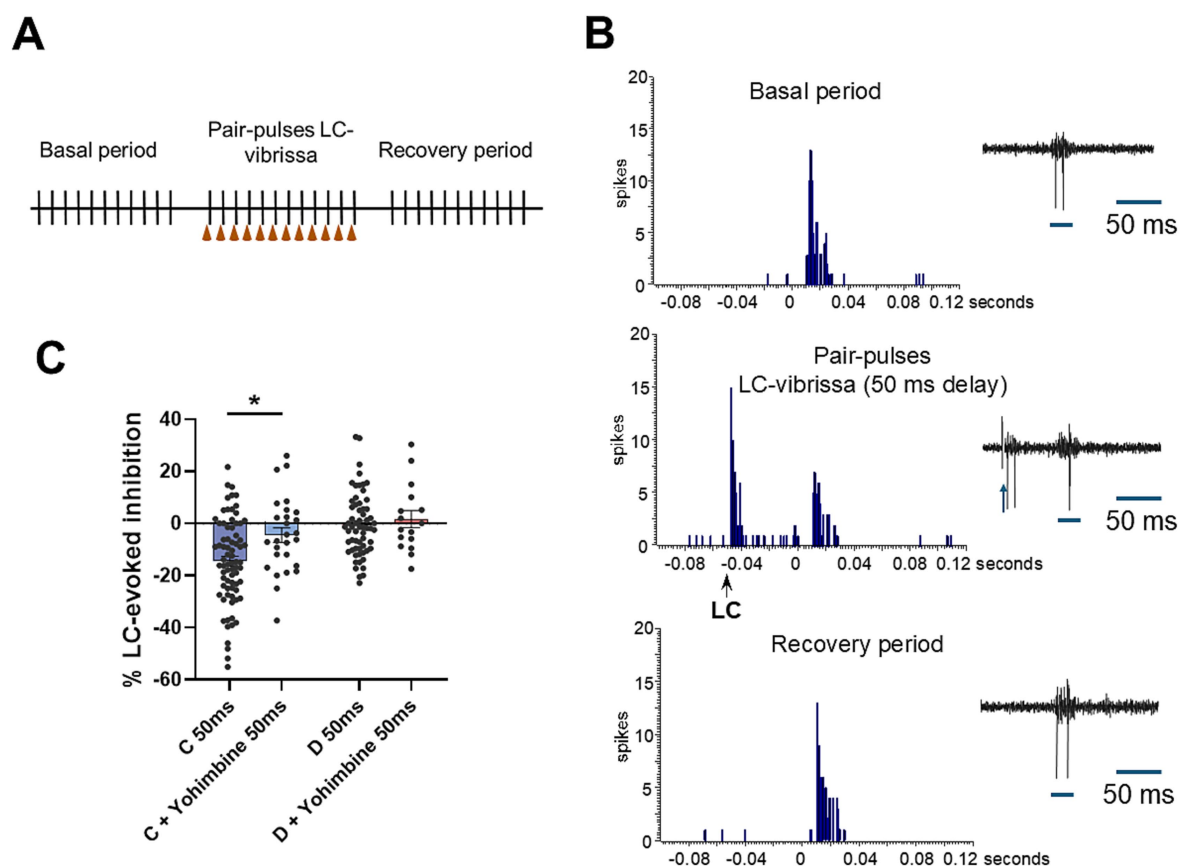 A
Basal period
Pair-pulses LC-
vibrissa
Recovery period
B
Basal period
spikes
20
15
10
5
0
-0.08 -0.04 0 0.04 0.08 0.12 seconds
50 ms
Pair-pulses
LC-vibrissa (50 ms delay)
spikes
20
15
10
5
0
-0.08 -0.04 0 0.04 0.08 0.12 seconds
LC
50 ms
Recovery period
spikes
20
15
10
5
0
-0.08 -0.04 0 0.04 0.08 0.12 seconds
50 ms
C
*
% LC-evoked inhibition
40
20
0
-20
-40
-60
C 50ms
C + Yohimbine 50ms
D 50ms
D + Yohimbine 50ms